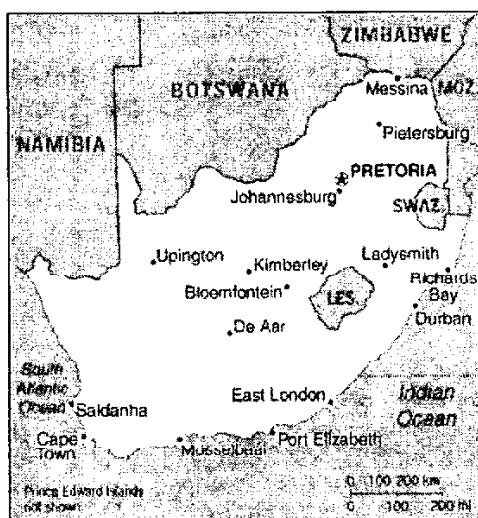 ZIMBABWE
Messina
MOZ.
BOTSWANA
Pietersburg
NAMIBIA
PRETORIA
Johannesburg
SWAZ.
Upington
Kimberley
Ladysmith
Bloemfontein
LES.
Richards
Bay
Durban
De Aar
South
Atlantic
Ocean
Saldanha
East London
Indian
Ocean
Cape
Town
Mosselbaai
Port Elizabeth
Prince Edward Islands
not shown
0 100 200 km
0 100 200 mi